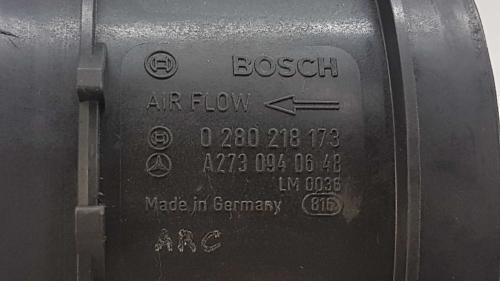 BOSCH
AiR FLOW
0 280 218 173
A273 094 06 48
LM 0036
Made in Germany 816
ARC